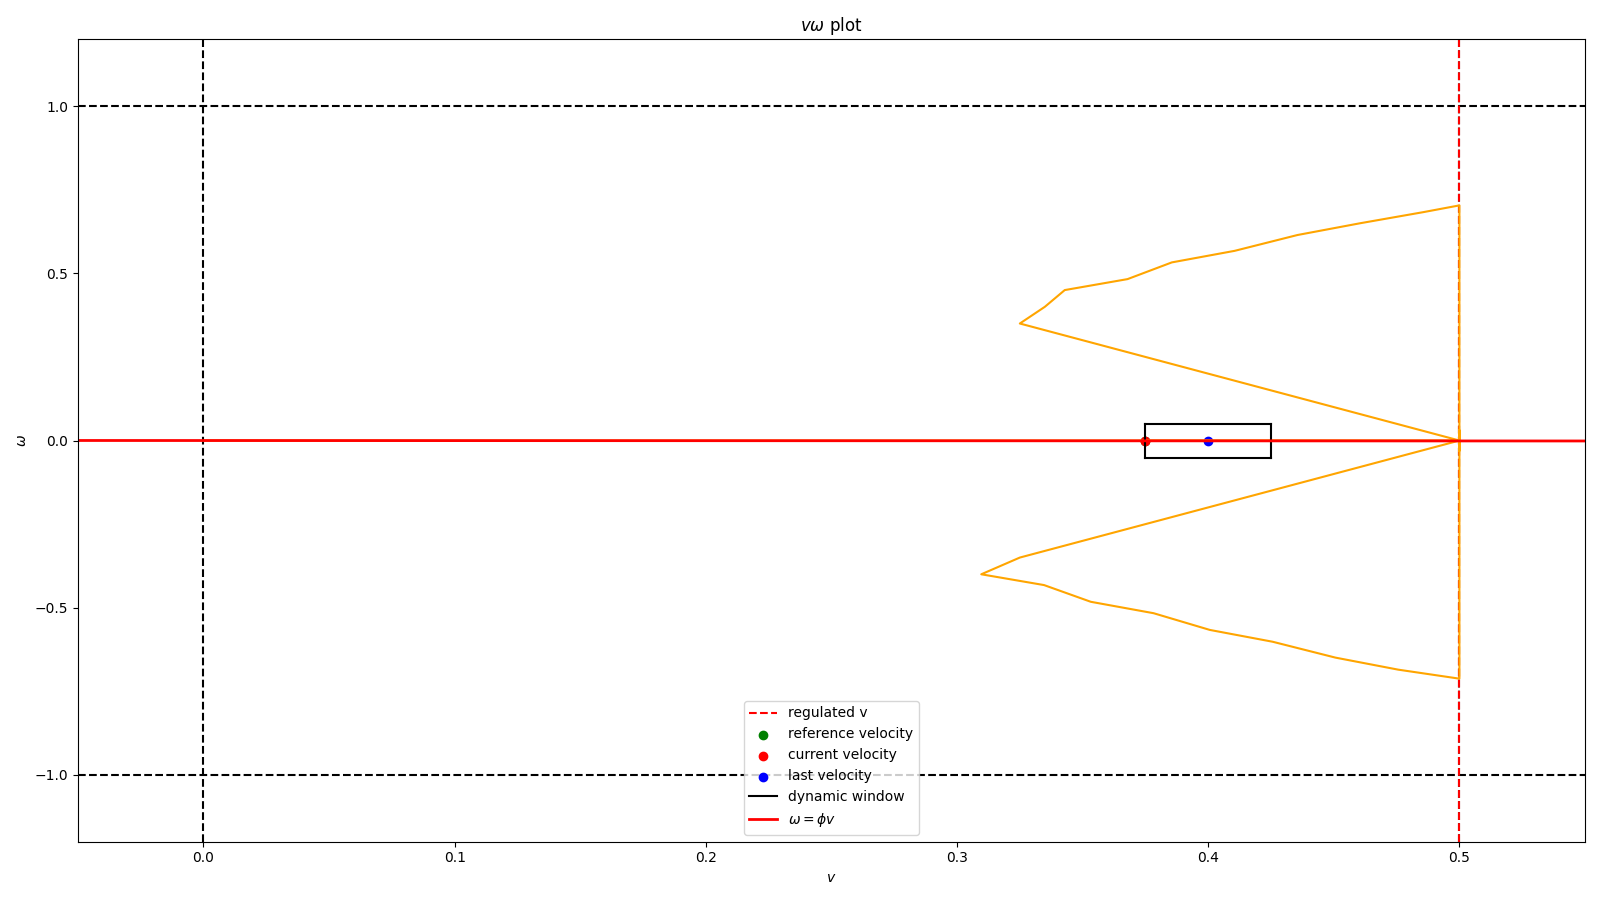 vω plot
1.0
0.5
0.0
−0.5
−1.0
ω
0.0
0.1
0.2
0.3
0.4
0.5
v
regulated v
reference velocity
current velocity
last velocity
dynamic window
ω = ϕv